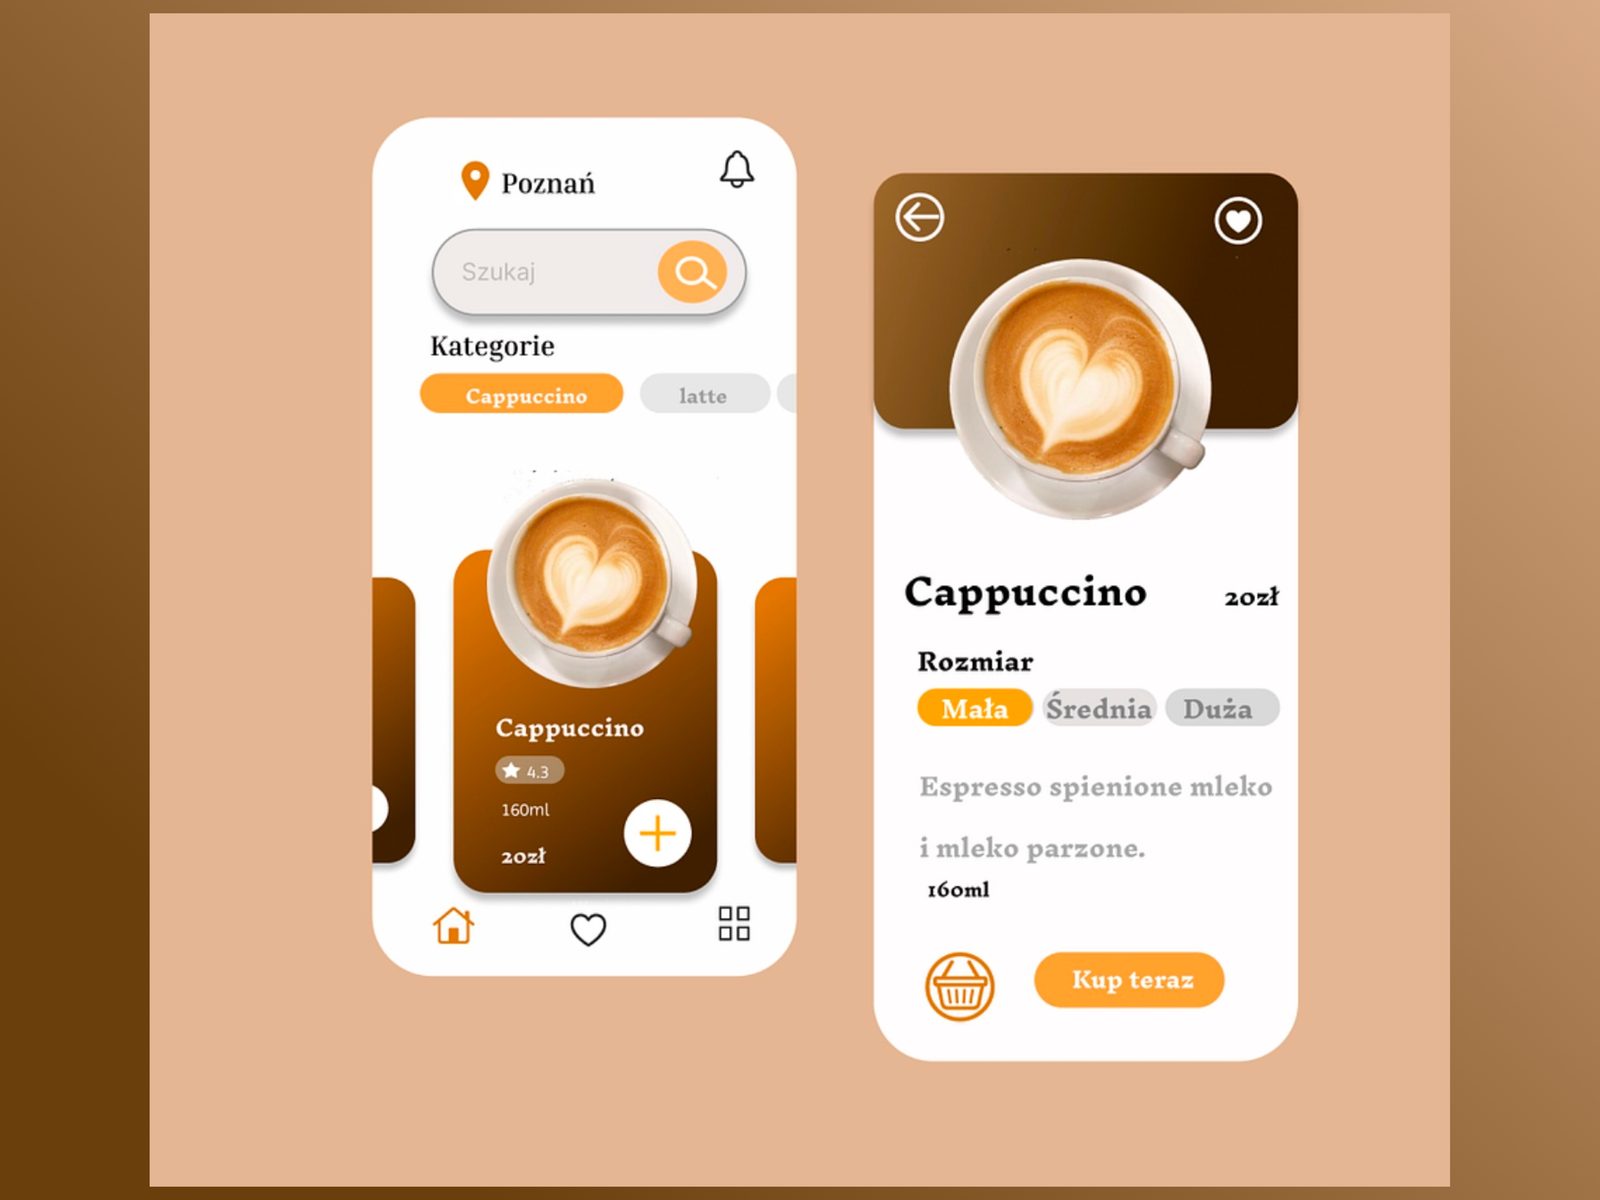 Poznań
Szukaj
Kategorie
Cappuccino
latte
Cappuccino
4.3
160ml
20zł
Cappuccino
20zł
Rozmiar
Mała
Średnia
Duża
Espresso spienione mleko
i mleko parzone.
160ml
Kup teraz